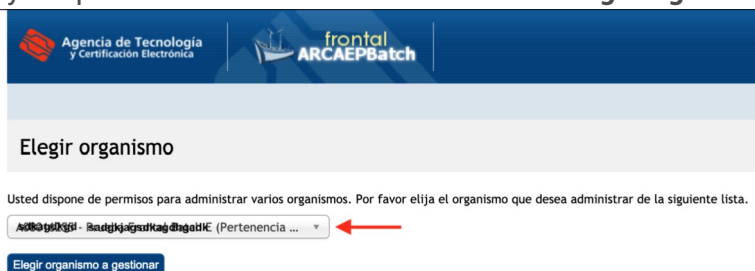 Agencia de Tecnología
y Certificación Electrónica
frontal
ARCAEPBatch
Elegir organismo
Usted dispone de permisos para administrar varios organismos. Por favor elija el organismo que desea administrar de la siguiente lista.
(Pertenencia ...
Elegir organismo a gestionar